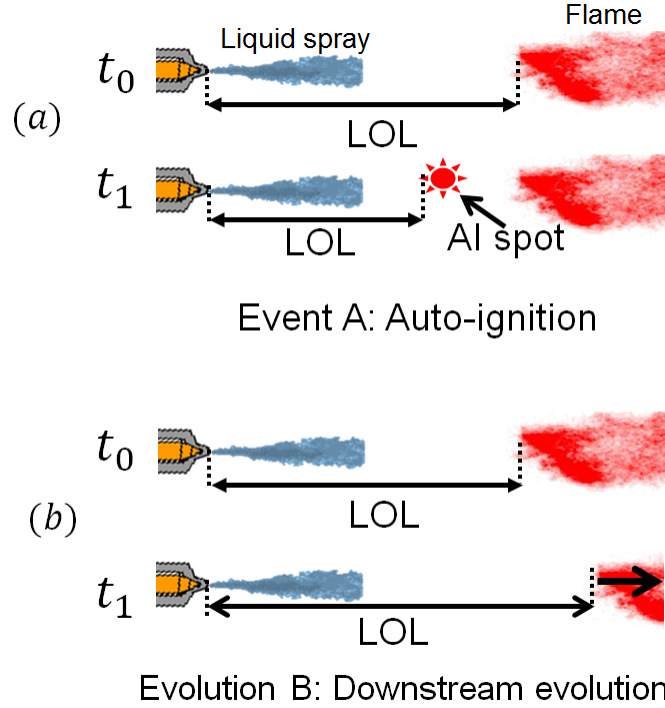 Liquid spray
Flame
t₀
(a)
LOL
t₁
LOL
AI spot
Event A: Auto-ignition
t₀
(b)
LOL
t₁
LOL
Evolution B: Downstream evolution